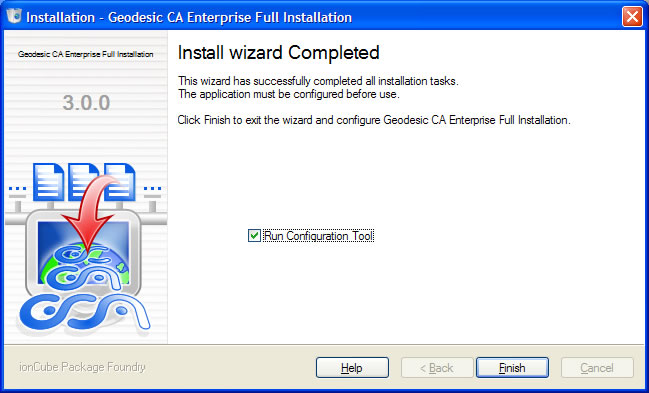 Installation - Geodesic CA Enterprise Full Installation
Geodesic CA Enterprise Full Installation
3.0.0
Install wizard Completed
This wizard has successfully completed all installation tasks.
The application must be configured before use.
Click Finish to exit the wizard and configure Geodesic CA Enterprise Full Installation.
Run Configuration Tool
ionCube Package Foundry
Help
< Back
Finish
Cancel